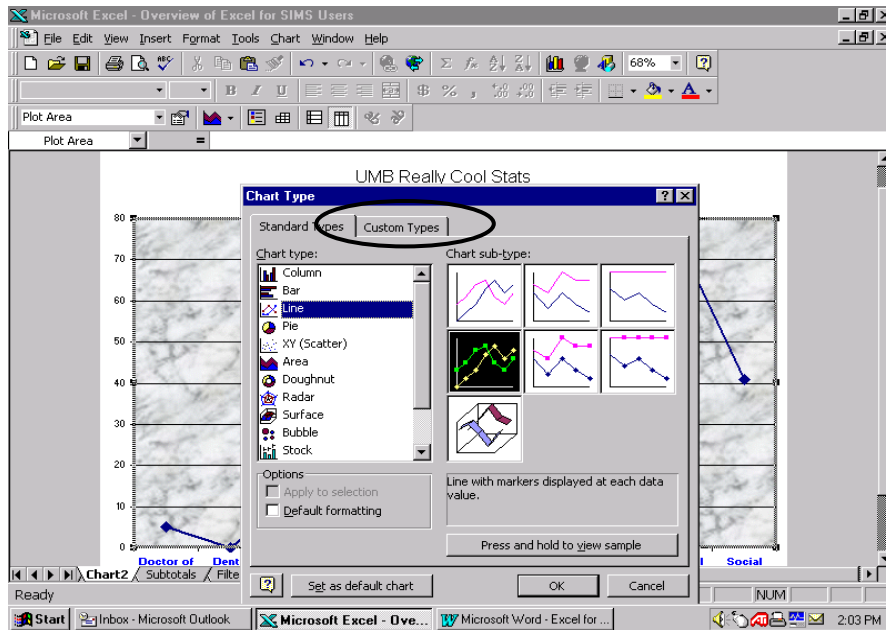 Microsoft Excel - Overview of Excel for SIMS Users
File Edit View Insert Format Tools Chart Window Help
68%
B I U $ % ,
Plot Area
Plot Area =
UMB Really Cool Stats
Chart Type
Standard Types Custom Types
Chart type:
Column
Bar
Line
Pie
XY (Scatter)
Area
Doughnut
Radar
Surface
Bubble
Stock
Chart sub-type:
Options
Apply to selection
Default formatting
Line with markers displayed at each data
value.
Press and hold to view sample
Set as default chart OK Cancel
80
70
60
50
40
30
20
10
0
Doctor of Dent Social
Chart2 Subtotals Filte
Ready NUM
Start Inbox - Microsoft Outlook Microsoft Excel - Ove... Microsoft Word - Excel for ... 2:03 PM